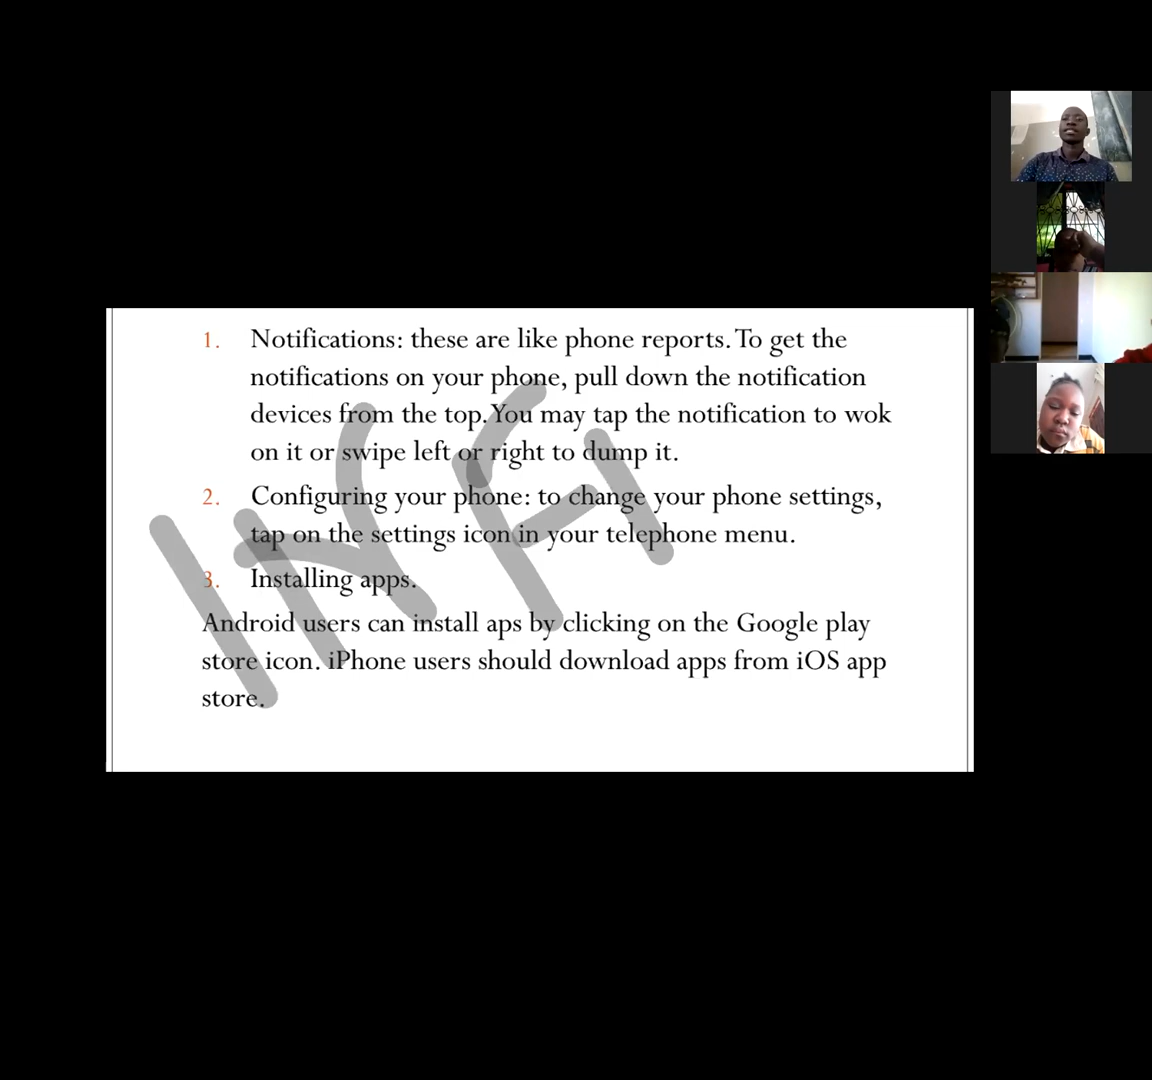 1. Notifications: these are like phone reports. To get the
notifications on your phone, pull down the notification
devices from the top. You may tap the notification to wok
on it or swipe left or right to dump it.
2. Configuring your phone: to change your phone settings,
tap on the settings icon in your telephone menu.
3. Installing apps.
Android users can install aps by clicking on the Google play
store icon. iPhone users should download apps from iOS app
store.